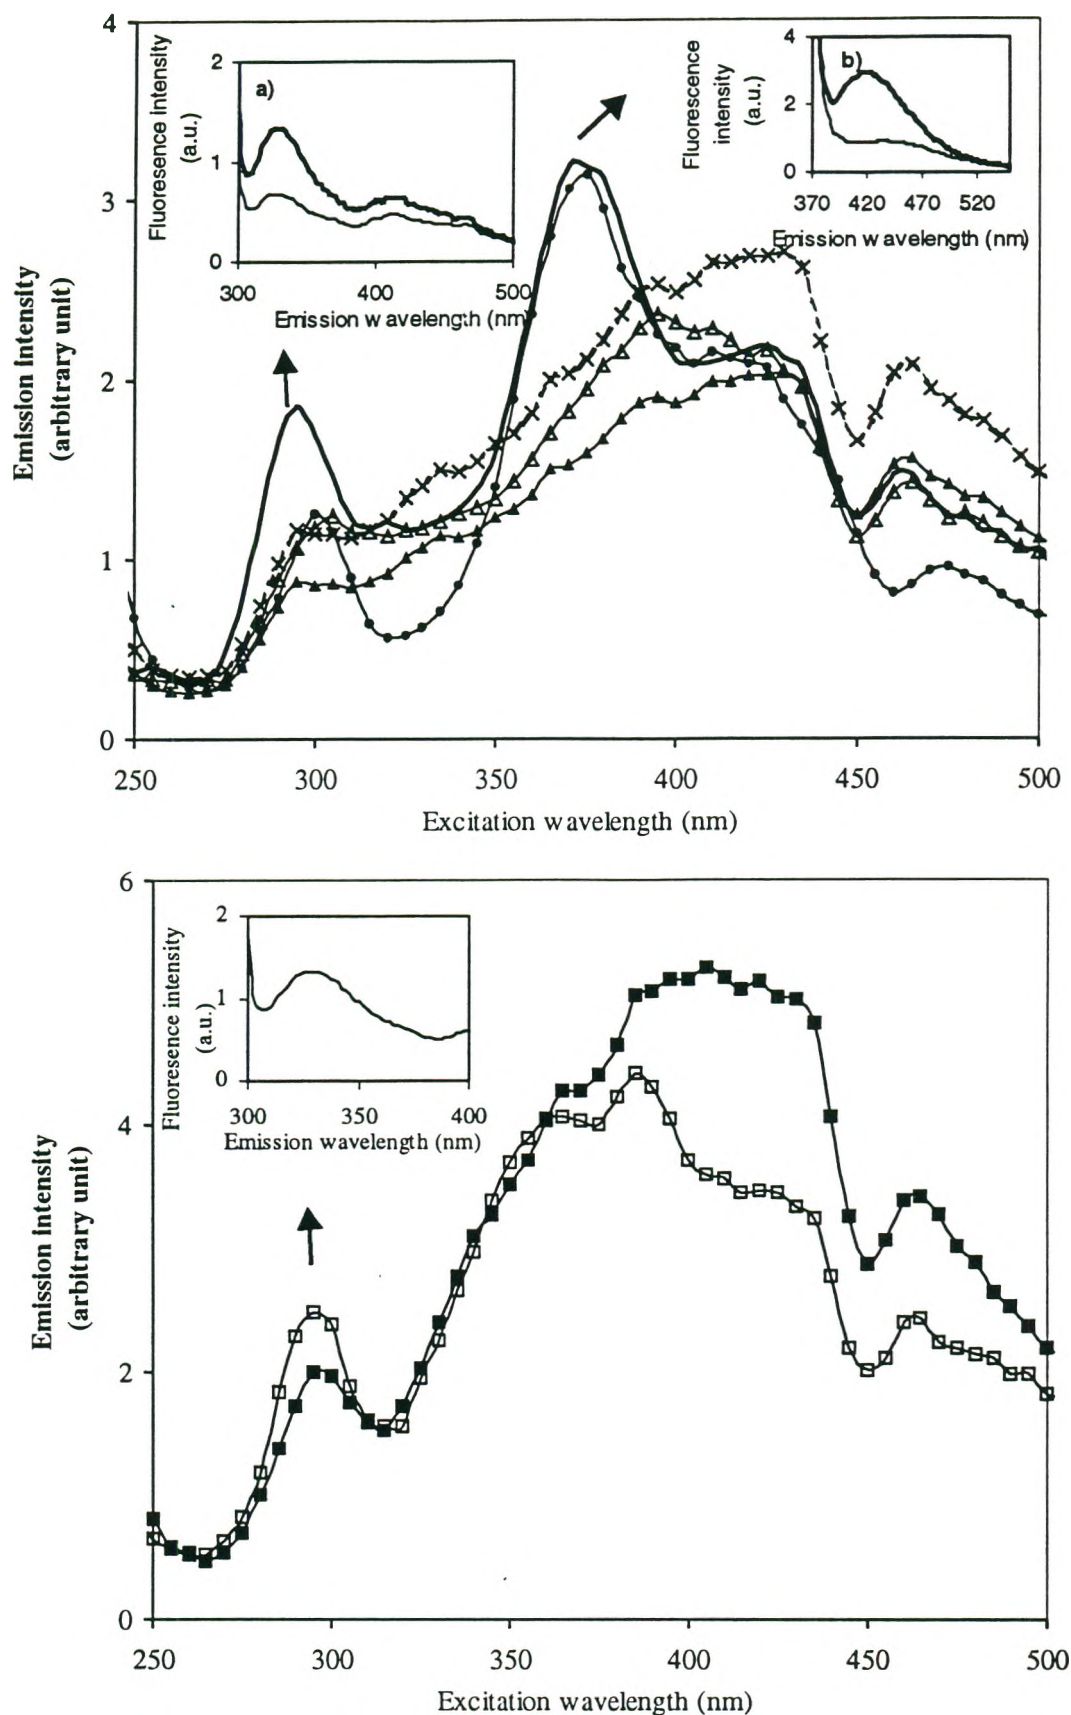 4
3
2
1
0
250
300
350
400
450
500
Emission intensity
(arbitrary unit)
Excitation wavelength (nm)
a)
2
1
0
300
400
500
Fluoresence intensity
(a.u.)
Emission wavelength (nm)
b)
4
2
0
370
420
470
520
Fluorescence
intensity
(a.u.)
Emission wavelength (nm)
6
4
2
0
250
300
350
400
450
500
Emission intensity
(arbitrary unit)
Excitation wavelength (nm)
2
1
0
300
350
400
Fluoresence intensity
(a.u.)
Emission wavelength (nm)